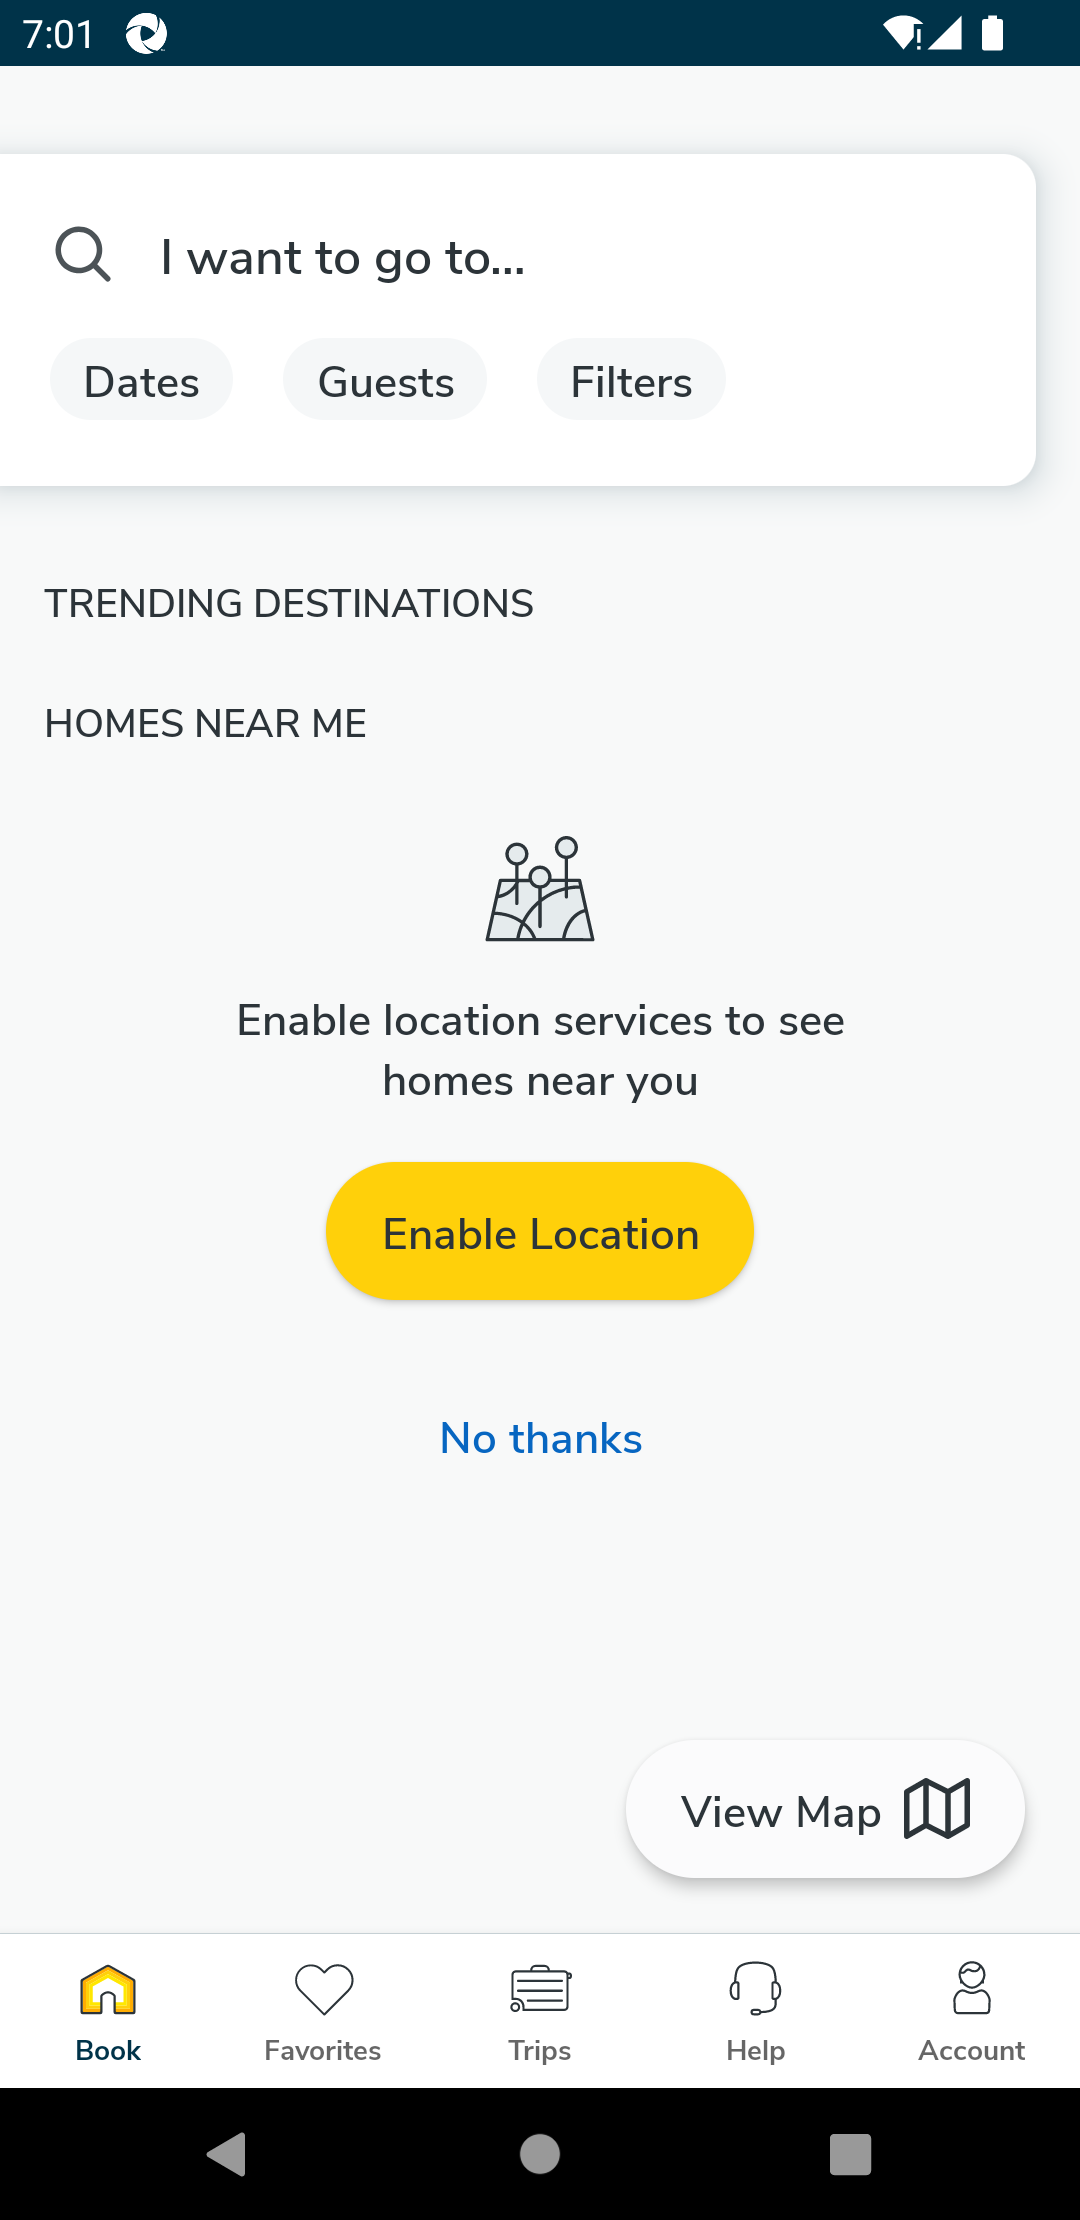 7:01
I want to go to...
Dates Guests Filters
TRENDING DESTINATIONS
HOMES NEAR ME
Enable location services to see
homes near you
Enable Location
No thanks
View Map
Book Favorites Trips Help Account